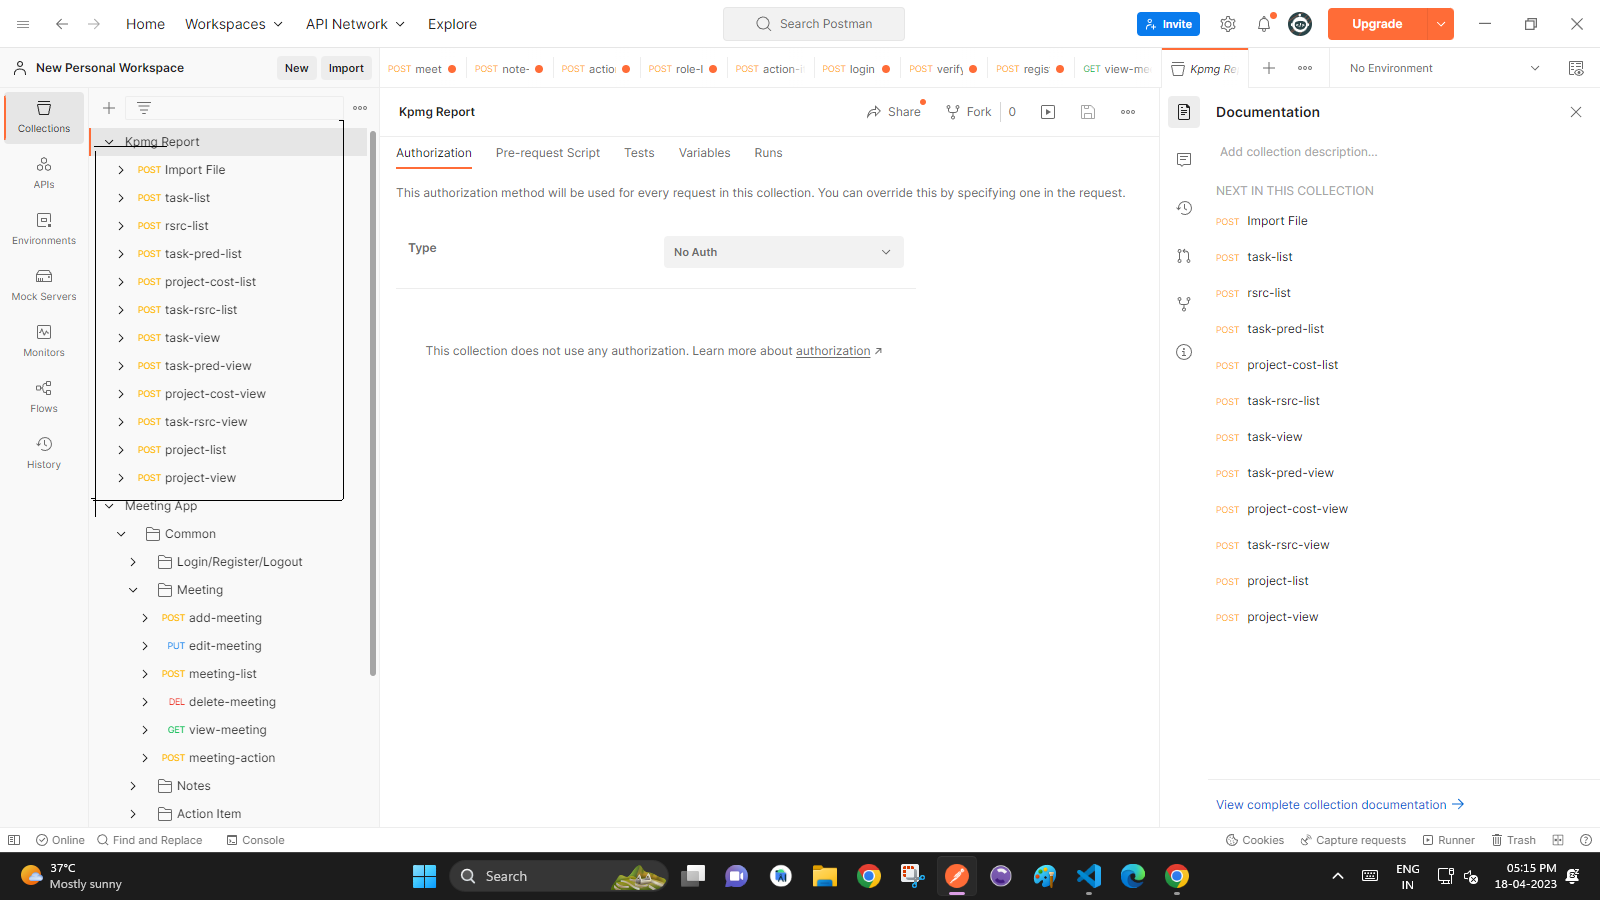 Home
Workspaces
API Network
Explore
Search Postman
Invite
Upgrade
New Personal Workspace
New
Import
POST meet
POST note-
POST action
POST role-l
POST action-i
POST login
POST verify
POST regis
GET view-me
Kpmg Re
No Environment
Collections
APIs
Environments
Mock Servers
Monitors
Flows
History
Kpmg Report
POST Import File
POST task-list
POST rsrc-list
POST task-pred-list
POST project-cost-list
POST task-rsrc-list
POST task-view
POST task-pred-view
POST project-cost-view
POST task-rsrc-view
POST project-list
POST project-view
Meeting App
Common
Login/Register/Logout
Meeting
POST add-meeting
PUT edit-meeting
POST meeting-list
DEL delete-meeting
GET view-meeting
POST meeting-action
Notes
Action Item
Kpmg Report
Share
Fork
0
Authorization
Pre-request Script
Tests
Variables
Runs
This authorization method will be used for every request in this collection. You can override this by specifying one in the request.
Type
No Auth
This collection does not use any authorization. Learn more about authorization ↗
Documentation
Add collection description...
NEXT IN THIS COLLECTION
POST Import File
POST task-list
POST rsrc-list
POST task-pred-list
POST project-cost-list
POST task-rsrc-list
POST task-view
POST task-pred-view
POST project-cost-view
POST task-rsrc-view
POST project-list
POST project-view
View complete collection documentation →
Online
Find and Replace
Console
Cookies
Capture requests
Runner
Trash
37°C
Mostly sunny
Search
ENG
IN
05:15 PM
18-04-2023